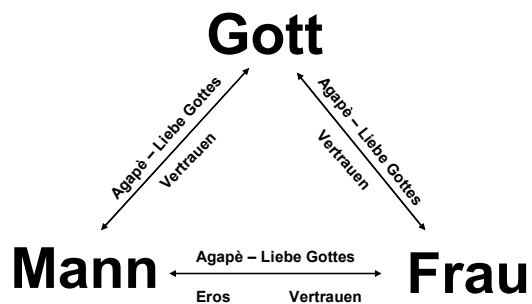 Gott
Agapè – Liebe Gottes
Vertrauen
Agapè – Liebe Gottes
Vertrauen
Mann
Agapè – Liebe Gottes
Eros Vertrauen
Frau